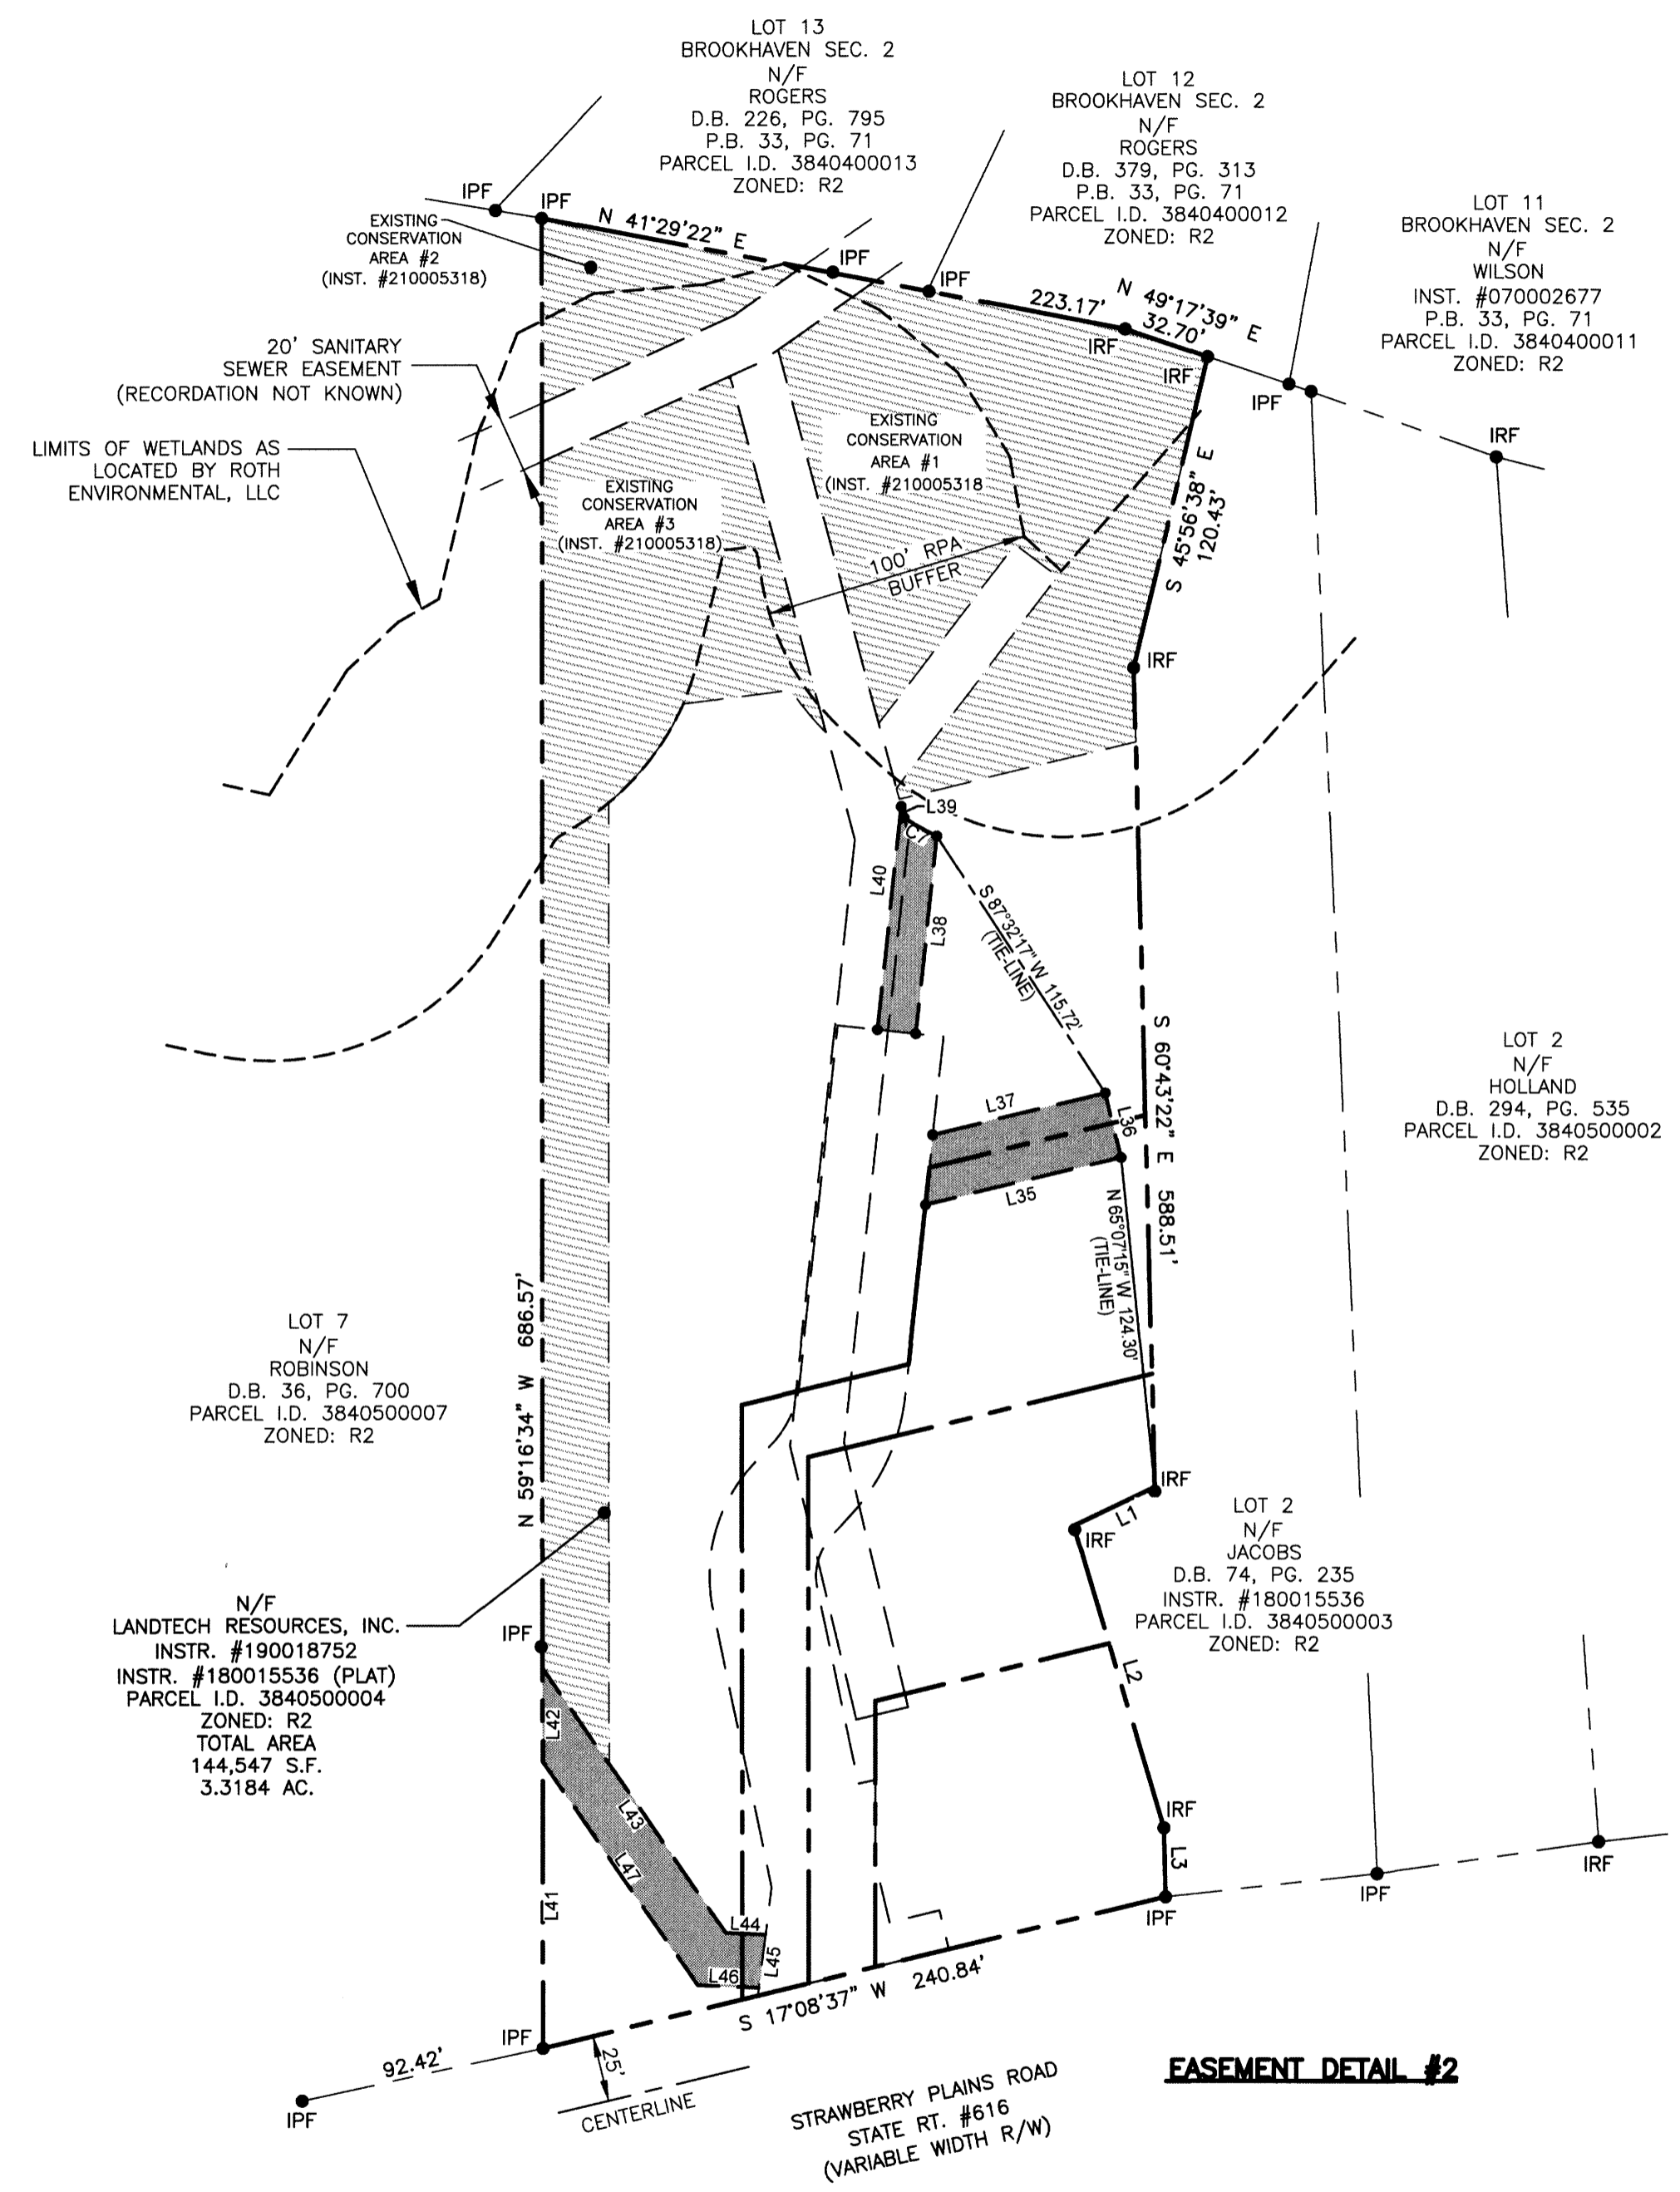 LOT 13
BROOKHAVEN SEC. 2
N/F
ROGERS
D.B. 226, PG. 795
P.B. 33, PG. 71
PARCEL I.D. 3840400013
ZONED: R2
LOT 12
BROOKHAVEN SEC. 2
N/F
ROGERS
D.B. 379, PG. 313
P.B. 33, PG. 71
PARCEL I.D. 3840400012
ZONED: R2
LOT 11
BROOKHAVEN SEC. 2
N/F
WILSON
INST. #070002677
P.B. 33, PG. 71
PARCEL I.D. 3840400011
ZONED: R2
IPF
IPF
N 41°29'22" E
IPF
IPF
223.17'
N 49°17'39" E
32.70'
IRF
IRF
IPF
IRF
EXISTING
CONSERVATION
AREA #2
(INST. #210005318)
20' SANITARY
SEWER EASEMENT
(RECORDATION NOT KNOWN)
LIMITS OF WETLANDS AS
LOCATED BY ROTH
ENVIRONMENTAL, LLC
EXISTING
CONSERVATION
AREA #1
(INST. #210005318
EXISTING
CONSERVATION
AREA #3
(INST. #210005318)
100' RPA
BUFFER
S 45°56'38" E
120.43'
IRF
L39
C7
L40
L38
S 87°32'17" W 115.72'
(TIE-LINE)
S 60°43'22" E 588.51'
L37
L36
L35
N 65°07'15" W 124.30'
(TIE-LINE)
LOT 2
N/F
HOLLAND
D.B. 294, PG. 535
PARCEL I.D. 3840500002
ZONED: R2
N 59°16'34" W 686.57'
LOT 7
N/F
ROBINSON
D.B. 36, PG. 700
PARCEL I.D. 3840500007
ZONED: R2
IRF
L1
IRF
LOT 2
N/F
JACOBS
D.B. 74, PG. 235
INSTR. #180015536
PARCEL I.D. 3840500003
ZONED: R2
N/F
LANDTECH RESOURCES, INC.
INSTR. #190018752
INSTR. #180015536 (PLAT)
PARCEL I.D. 3840500004
ZONED: R2
TOTAL AREA
144,547 S.F.
3.3184 AC.
IPF
L42
L2
L43
L47
IRF
L3
IPF
IPF
IRF
L41
L44
L45
L46
S 17°08'37" W 240.84'
IPF
92.42'
IPF
25'
CENTERLINE
STRAWBERRY PLAINS ROAD
STATE RT. #616
(VARIABLE WIDTH R/W)
EASEMENT DETAIL #2